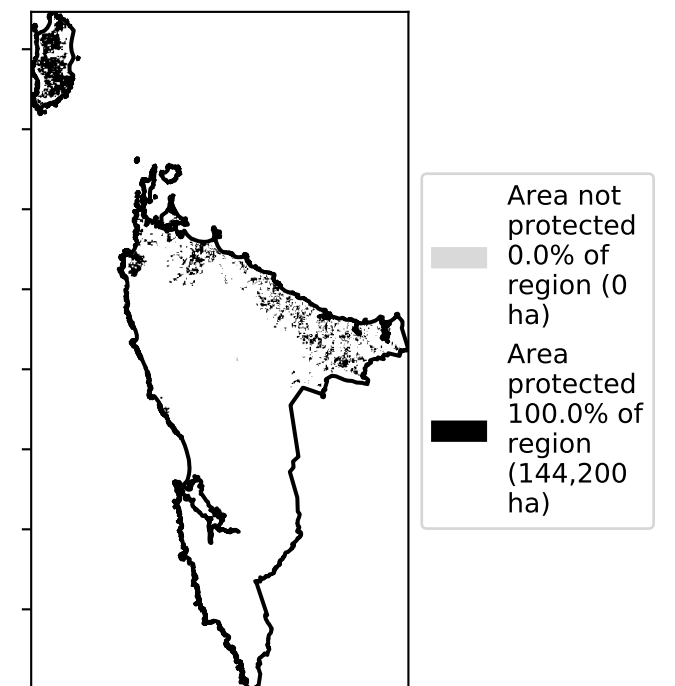 Area not
protected
0.0% of
region (0
ha)
Area
protected
100.0% of
region
(144,200
ha)